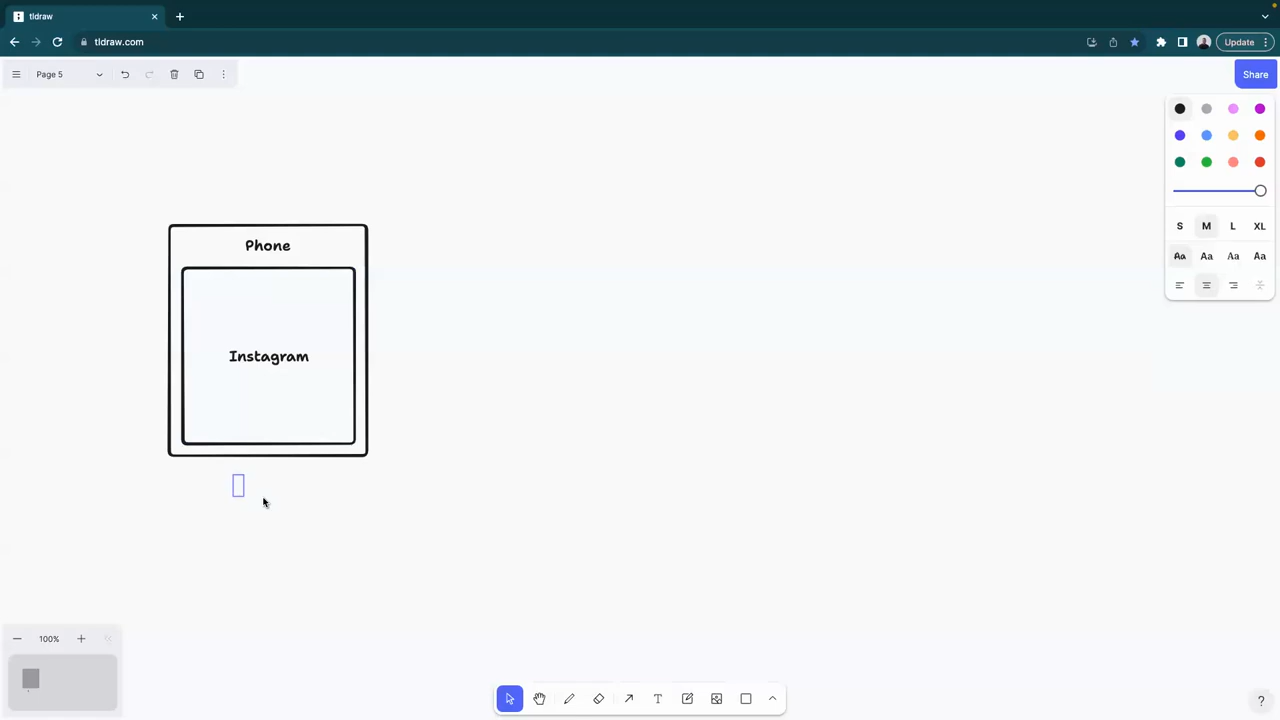 tldraw
tldraw.com
Update
Page 5
Share
S M L XL
Aa Aa Aa Aa
Phone
Instagram
100%
T
?